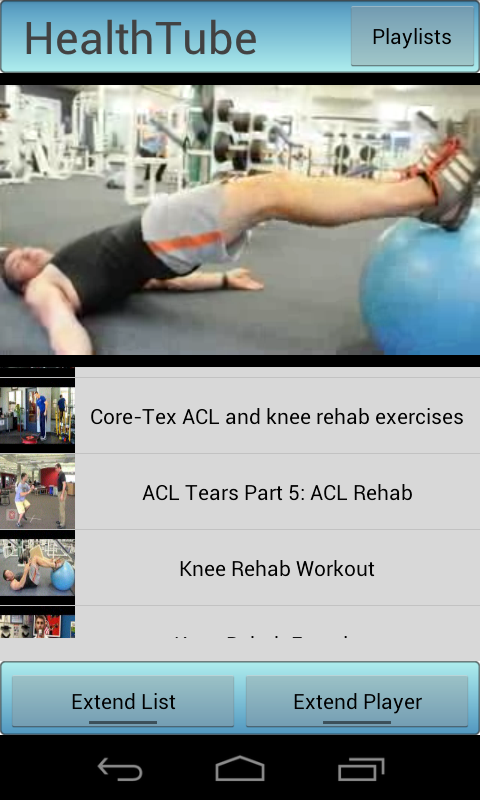 HealthTube
Playlists
Core-Tex ACL and knee rehab exercises
ACL Tears Part 5: ACL Rehab
Knee Rehab Workout
Extend List
Extend Player